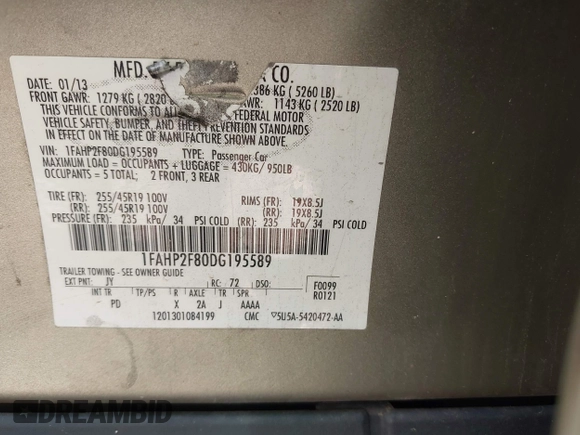 MFD. CO.
DATE: 01/13 386 KG ( 5260 LB)
FRONT GAWR: 1279 KG ( 2820 1143 KG ( 2520 LB)
THIS VEHICLE CONFORMS TO ALL FEDERAL MOTOR
VEHICLE SAFETY, BUMPER, AND THEFT PREVENTION STANDARDS
IN EFFECT ON THE DATE OF MANUFACTURE SHOWN ABOVE.
VIN: 1FAHP2F80DG195589 TYPE: Passenger Car
MAXIMUM LOAD = OCCUPANTS + LUGGAGE = 430KG/ 950LB
OCCUPANTS = 5 TOTAL; 2 FRONT, 3 REAR
TIRE (FR): 255/45R19 100V RIMS (FR): 19X8.5J
(RR): 255/45R19 100V (RR): 19X8.5J
PRESSURE (FR): 235 kPa/ 34 PSI COLD (RR): 235 kPa/ 34 PSI COLD
1FAHP2F80DG195589
TRAILER TOWING - SEE OWNER GUIDE F0099
EXT PNT: JY RC: 72 DSO: R0121
INT TR TP/PS R AXLE TR SPR
PD X 2A J AAAA
1201301084199 CMC 5U5A-5420472-AA
DREAMBID